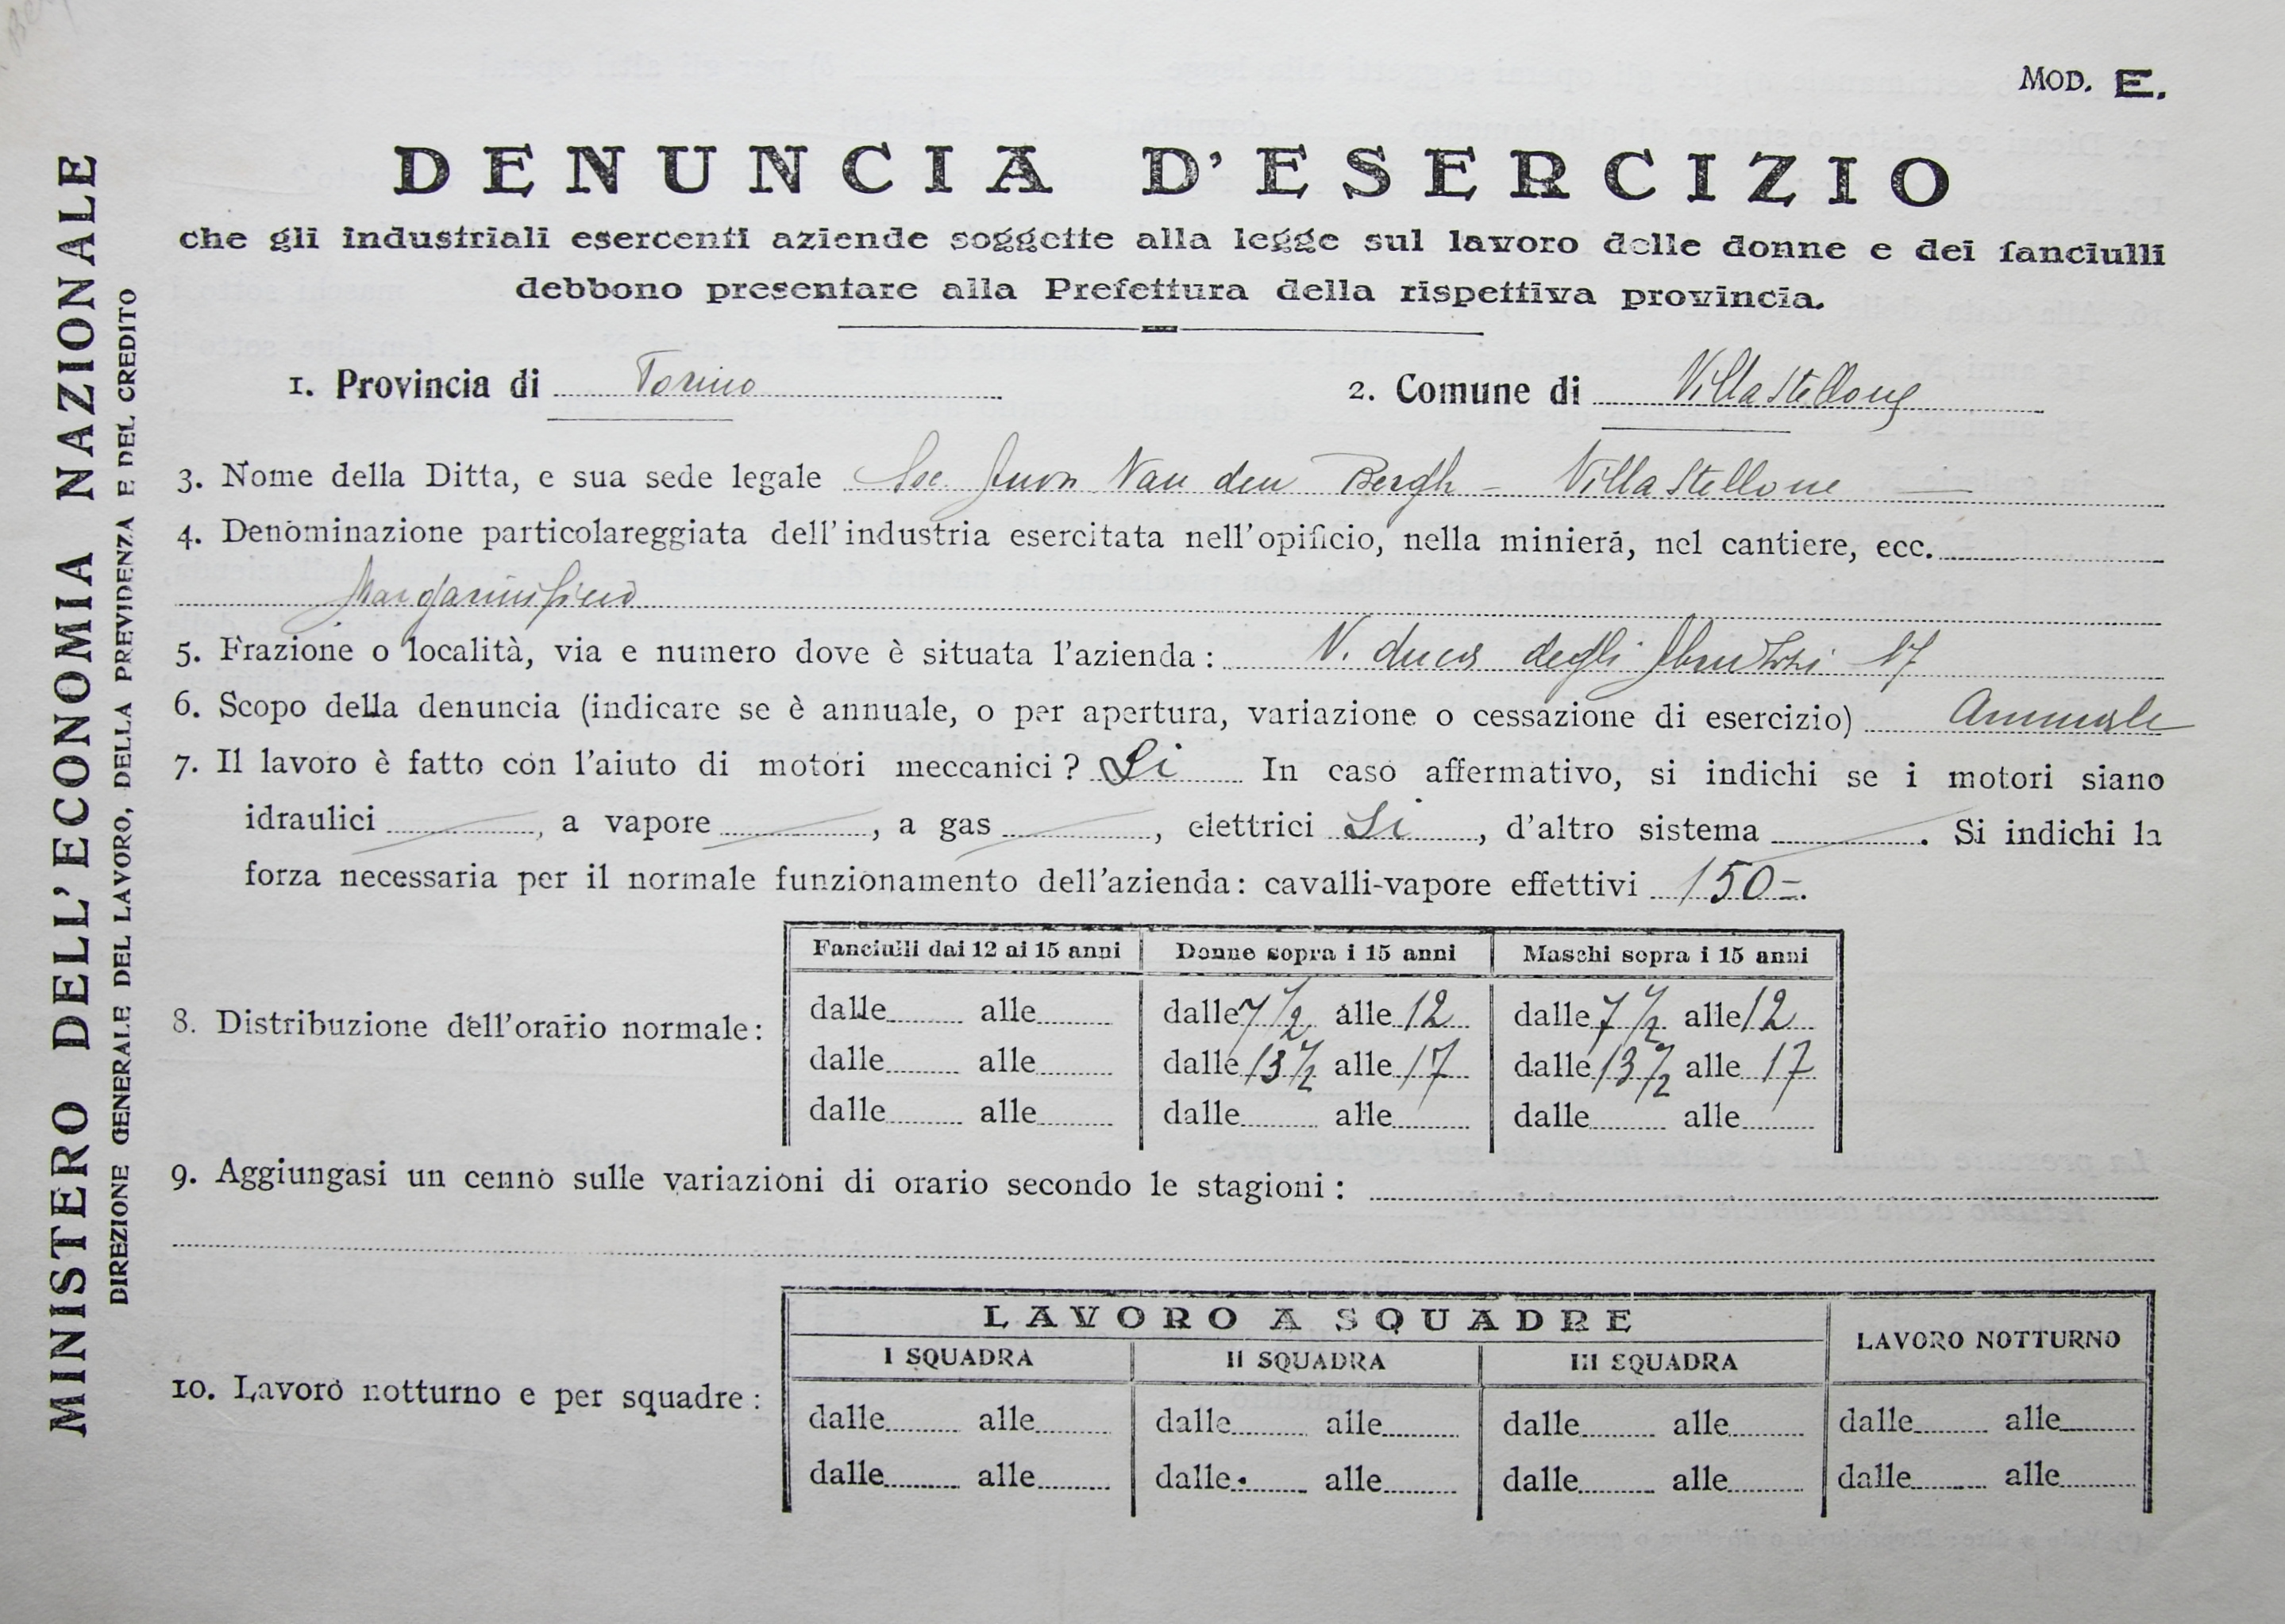 MOD. E.
MINISTERO DELL'ECONOMIA NAZIONALE
DIREZIONE GENERALE DEL LAVORO, DELLA PREVIDENZA E DEL CREDITO
DENUNCIA D'ESERCIZIO
che gli industriali esercenti aziende soggette alla legge sul lavoro delle donne e dei fanciulli
debbono presentare alla Prefettura della rispettiva provincia.
1. Provincia di Torino 2. Comune di Villastellone
3. Nome della Ditta, e sua sede legale Soc. Van den Bergh - Villastellone
4. Denominazione particolareggiata dell'industria esercitata nell'opificio, nella miniera, nel cantiere, ecc.
Margarinificio
5. Frazione o località, via e numero dove è situata l'azienda: V. duca degli Abruzzi 17
6. Scopo della denuncia (indicare se è annuale, o per apertura, variazione o cessazione di esercizio) Annuale
7. Il lavoro è fatto con l'aiuto di motori meccanici? Si In caso affermativo, si indichi se i motori siano
idraulici, a vapore, a gas, elettrici Si, d'altro sistema. Si indichi la
forza necessaria per il normale funzionamento dell'azienda: cavalli-vapore effettivi 150=.
Fanciulli dai 12 ai 15 anni Donne sopra i 15 anni Maschi sopra i 15 anni
8. Distribuzione dell'orario normale:
dalle alle dalle 7 1/2 alle 12 dalle 7 1/2 alle 12
dalle alle dalle 13 1/2 alle 17 dalle 13 1/2 alle 17
dalle alle dalle alle dalle alle
9. Aggiungasi un cenno sulle variazioni di orario secondo le stagioni:
LAVORO A SQUADRE LAVORO NOTTURNO
I SQUADRA II SQUADRA III SQUADRA
10. Lavoro notturno e per squadre:
dalle alle dalle alle dalle alle dalle alle
dalle alle dalle alle dalle alle dalle alle